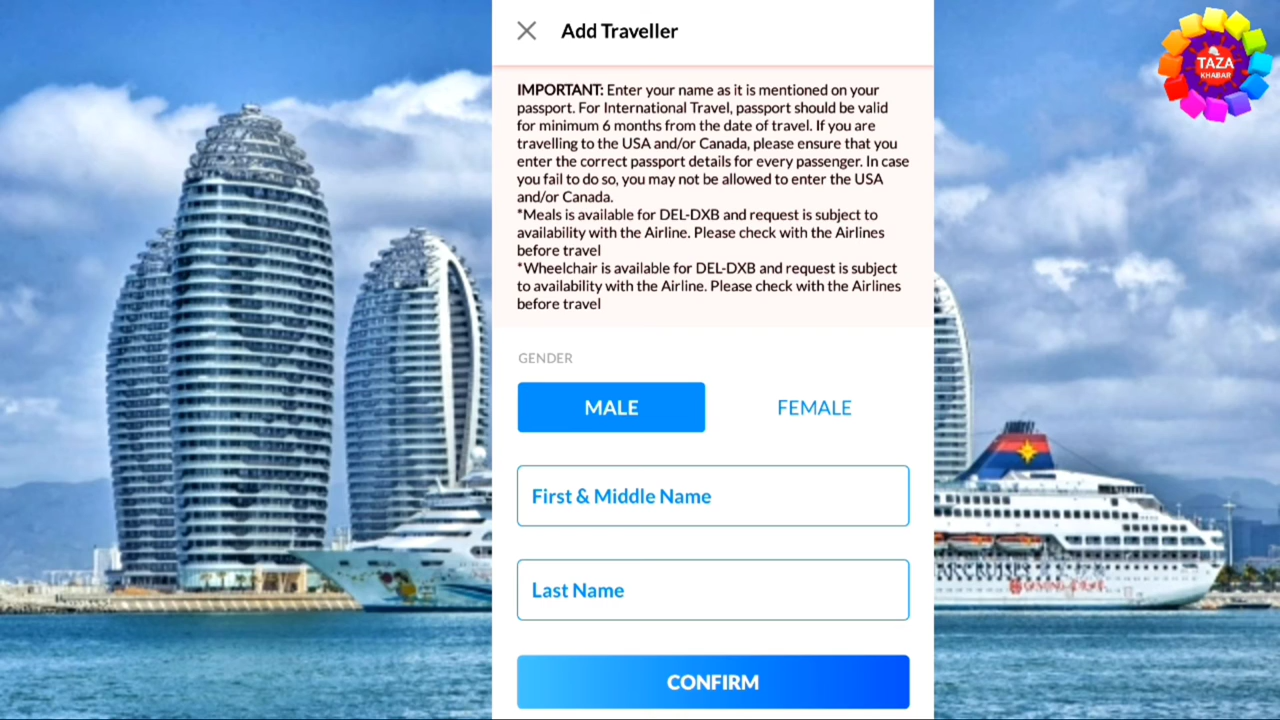 Add Traveller
TAZA
KHABAR
IMPORTANT: Enter your name as it is mentioned on your
passport. For International Travel, passport should be valid
for minimum 6 months from the date of travel. If you are
travelling to the USA and/or Canada, please ensure that you
enter the correct passport details for every passenger. In case
you fail to do so, you may not be allowed to enter the USA
and/or Canada.
*Meals is available for DEL-DXB and request is subject to
availability with the Airline. Please check with the Airlines
before travel
*Wheelchair is available for DEL-DXB and request is subject
to availability with the Airline. Please check with the Airlines
before travel
GENDER
MALE
FEMALE
First & Middle Name
Last Name
CONFIRM